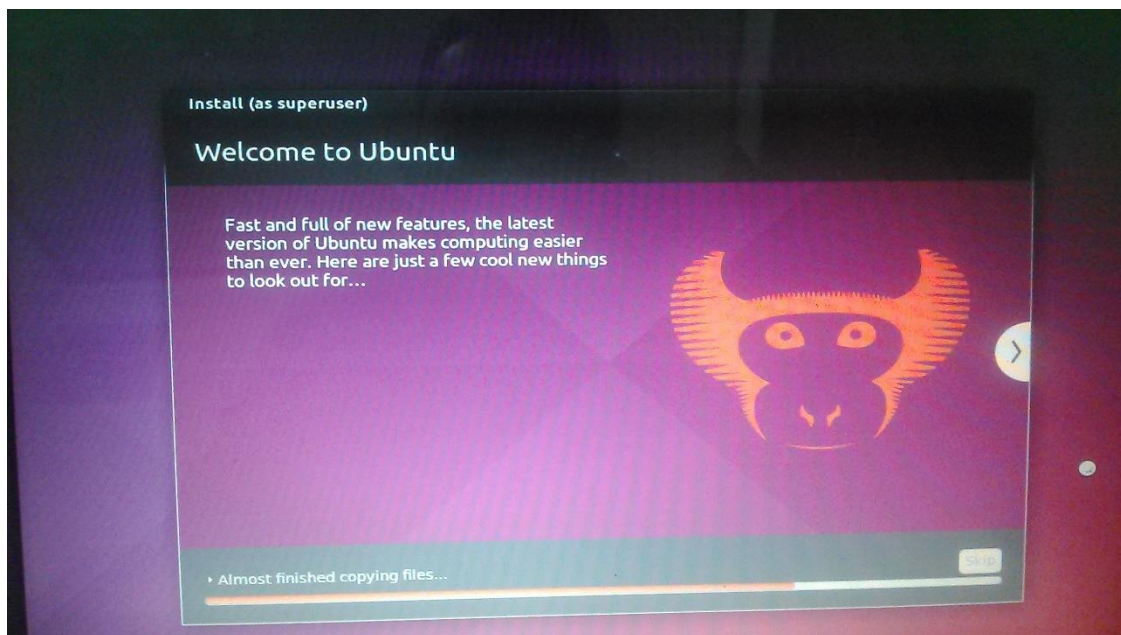 Install (as superuser)
Welcome to Ubuntu
Fast and full of new features, the latest
version of Ubuntu makes computing easier
than ever. Here are just a few cool new things
to look out for...
Almost finished copying files...
Skip